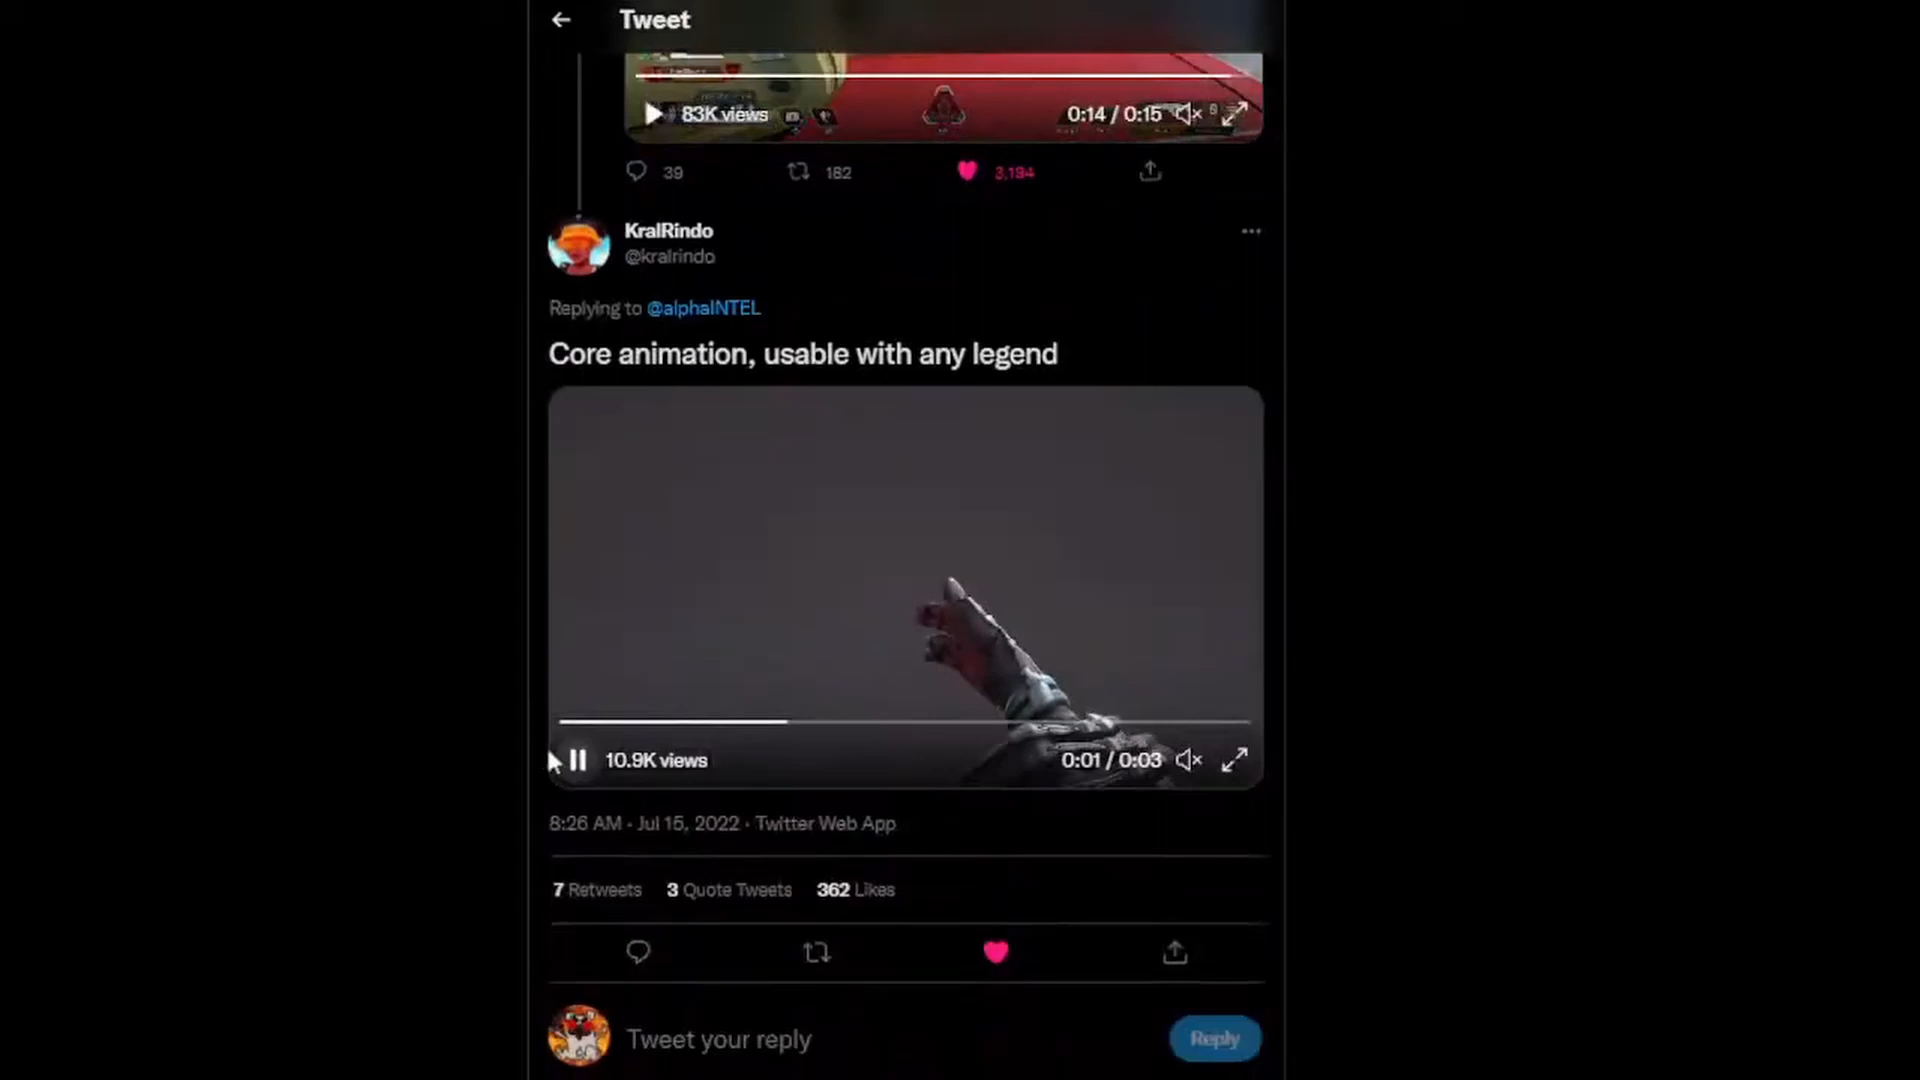 Tweet
83K views
0:14 / 0:15
39
182
3,194
KralRindo
@kralrindo
Replying to @alphaINTEL
Core animation, usable with any legend
10.9K views
0:01 / 0:03
8:26 AM · Jul 15, 2022 · Twitter Web App
7 Retweets 3 Quote Tweets 362 Likes
Tweet your reply
Reply